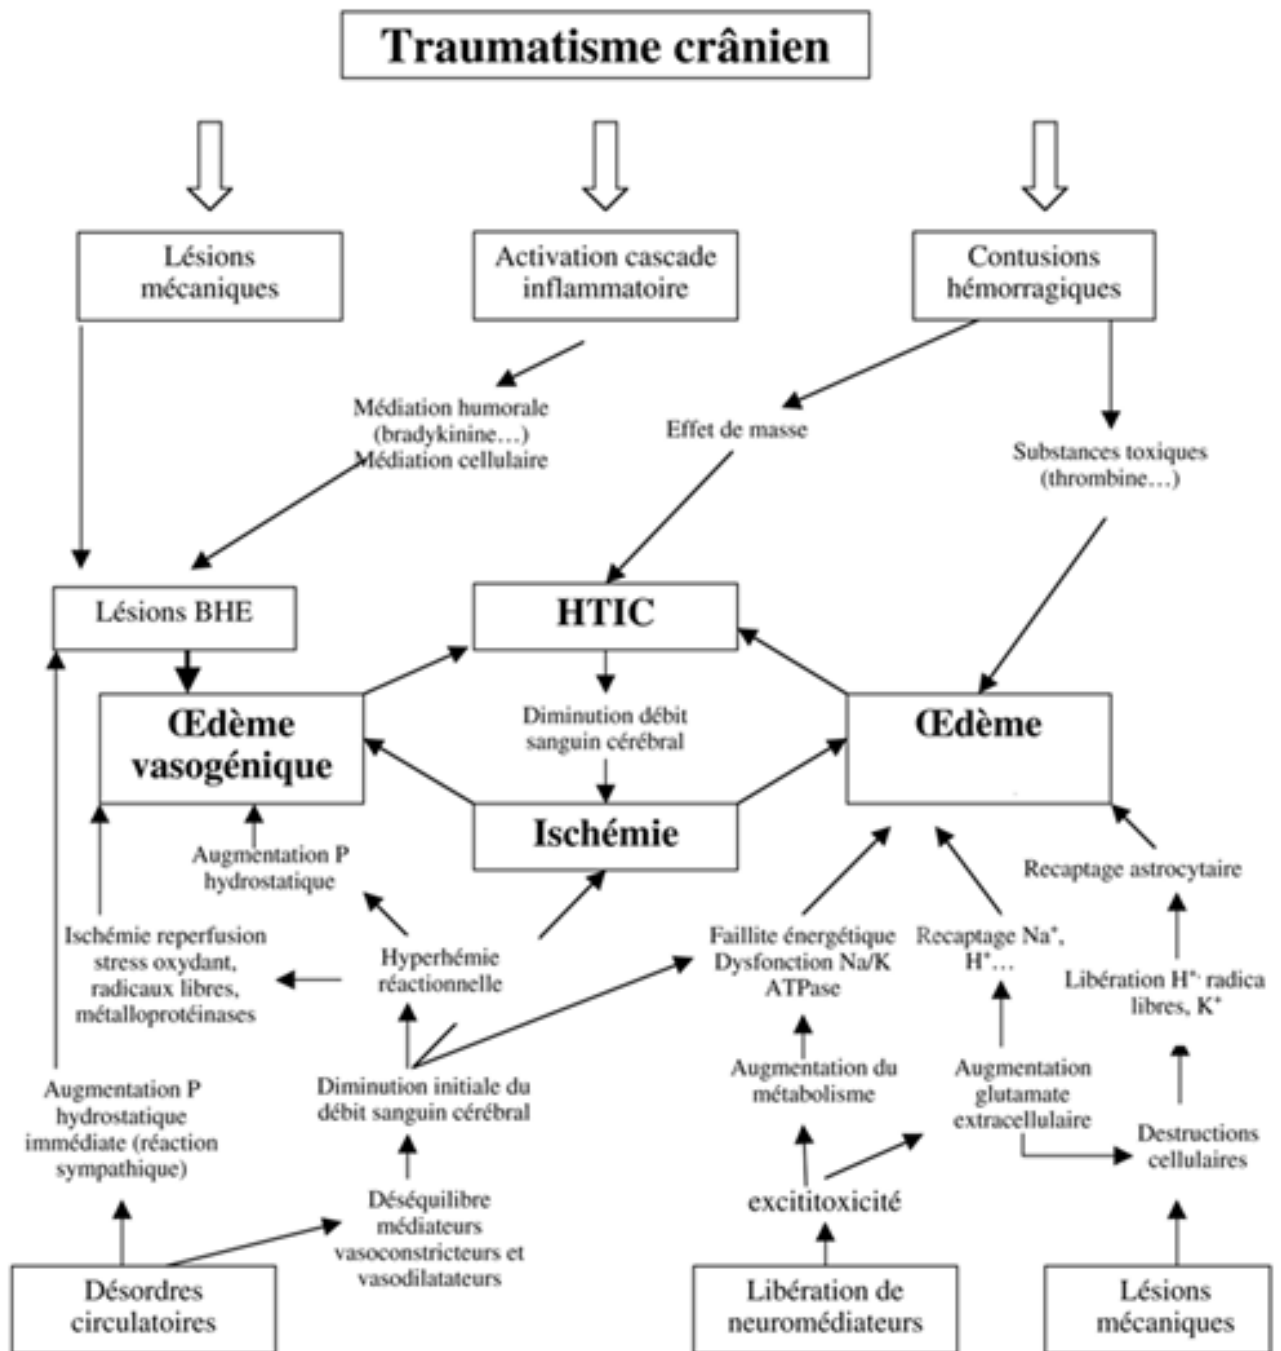 Traumatisme crânien
Lésions
mécaniques
Activation cascade
inflammatoire
Contusions
hémorragiques
Médiation humorale
(bradykinine…)
Médiation cellulaire
Effet de masse
Substances toxiques
(thrombine…)
Lésions BHE
HTIC
Œdème
vasogénique
Diminution débit
sanguin cérébral
Œdème
Ischémie
Augmentation P
hydrostatique
Recaptage astrocytaire
Ischémie reperfusion
stress oxydant,
radicaux libres,
métalloprotéinases
Hyperhémie
réactionnelle
Faillite énergétique
Dysfonction Na/K
ATPase
Recaptage Na⁺,
H⁺…
Libération H⁺· radica
libres, K⁺
Augmentation P
hydrostatique
immédiate (réaction
sympathique)
Diminution initiale du
débit sanguin cérébral
Augmentation du
métabolisme
Augmentation
glutamate
extracellulaire
Destructions
cellulaires
Déséquilibre
médiateurs
vasoconstricteurs et
vasodilatateurs
excititoxicité
Désordres
circulatoires
Libération de
neuromédiateurs
Lésions
mécaniques